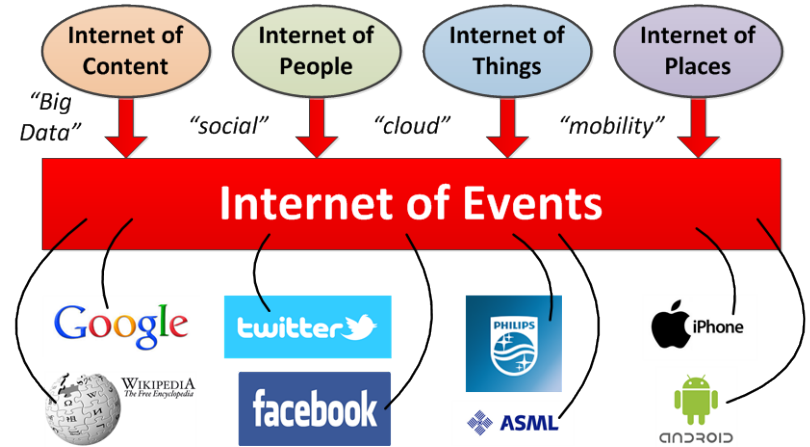 Internet of
Content
Internet of
People
Internet of
Things
Internet of
Places
“Big
Data”
“social”
“cloud”
“mobility”
Internet of Events
Google
twitter
PHILIPS
iPhone
WIKIPEDIA
The Free Encyclopedia
facebook
ASML
ANDROID